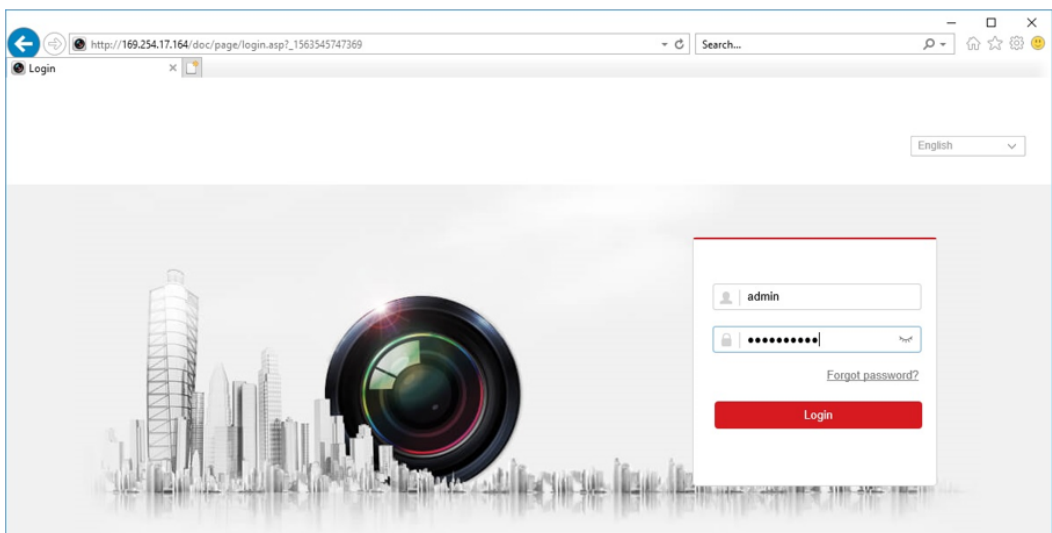 http://169.254.17.164/doc/page/login.asp?_1563545747369
Search...
Login
English
admin
Forgot password?
Login